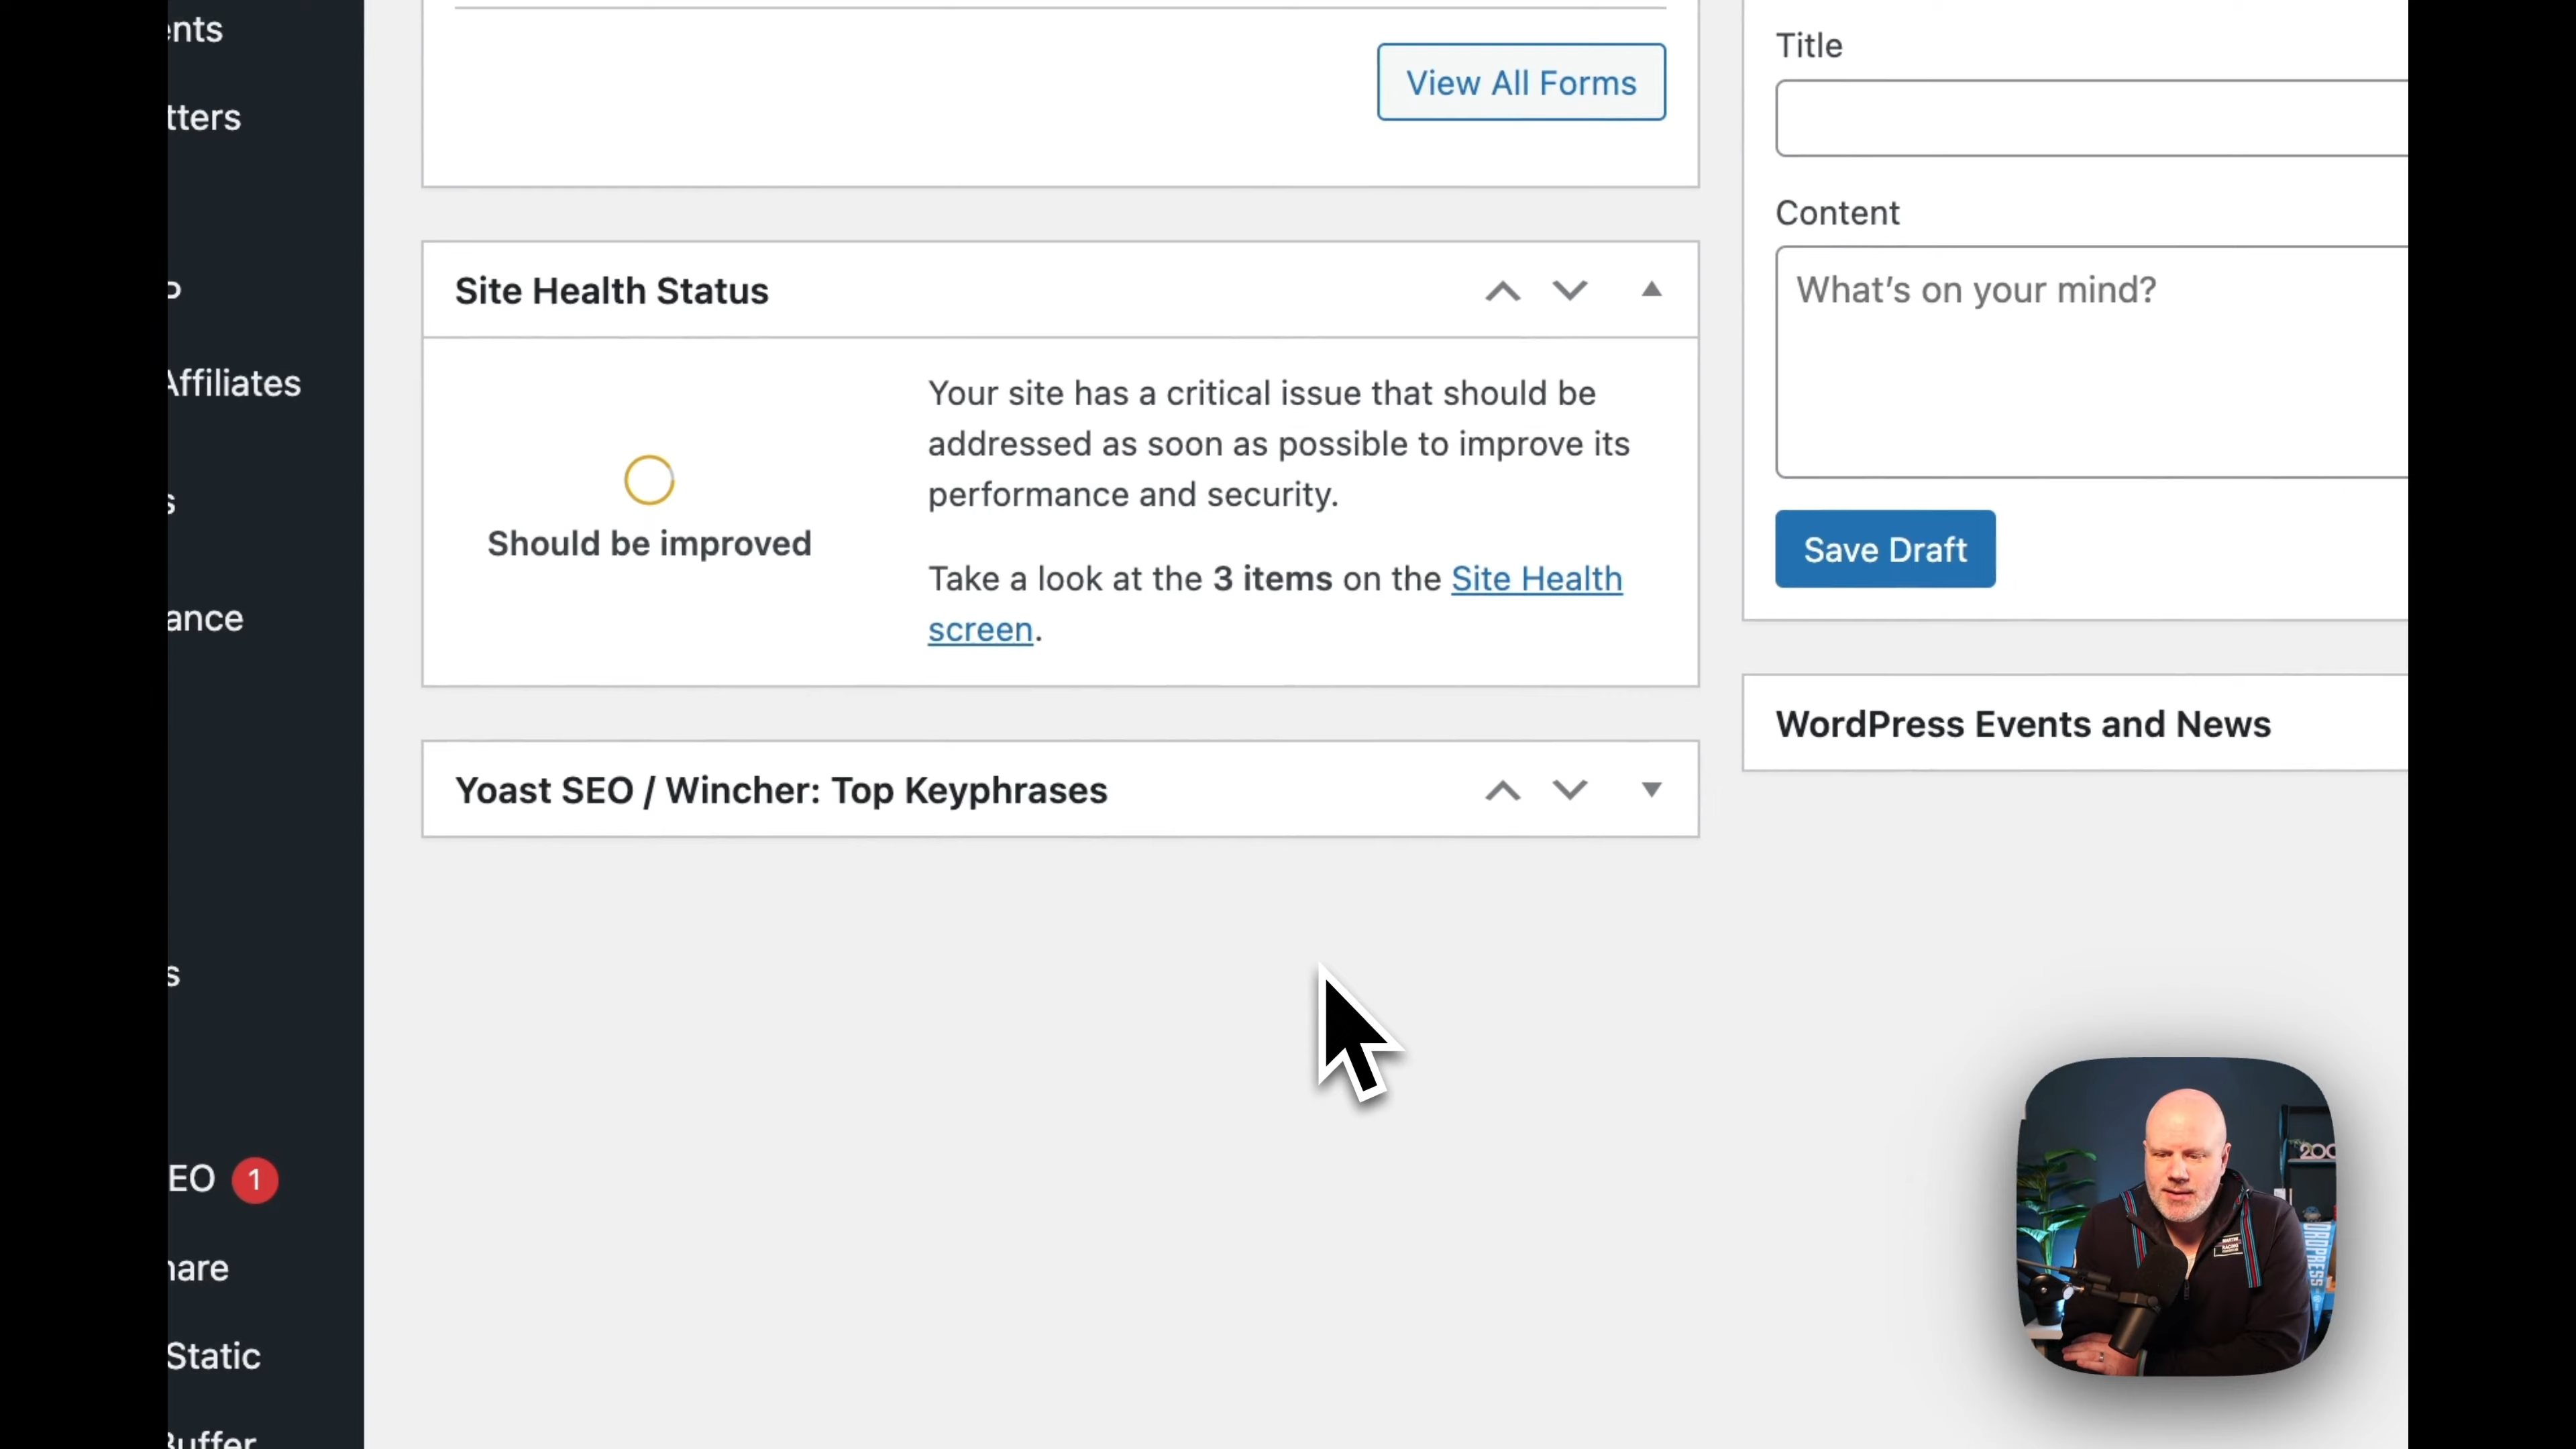 ents
tters
Affiliates
s
ance
s
EO 1
hare
Static
Buffer
View All Forms
Site Health Status
Should be improved
Your site has a critical issue that should be
addressed as soon as possible to improve its
performance and security.
Take a look at the 3 items on the Site Health
screen.
Yoast SEO / Wincher: Top Keyphrases
Title
Content
What's on your mind?
Save Draft
WordPress Events and News
200